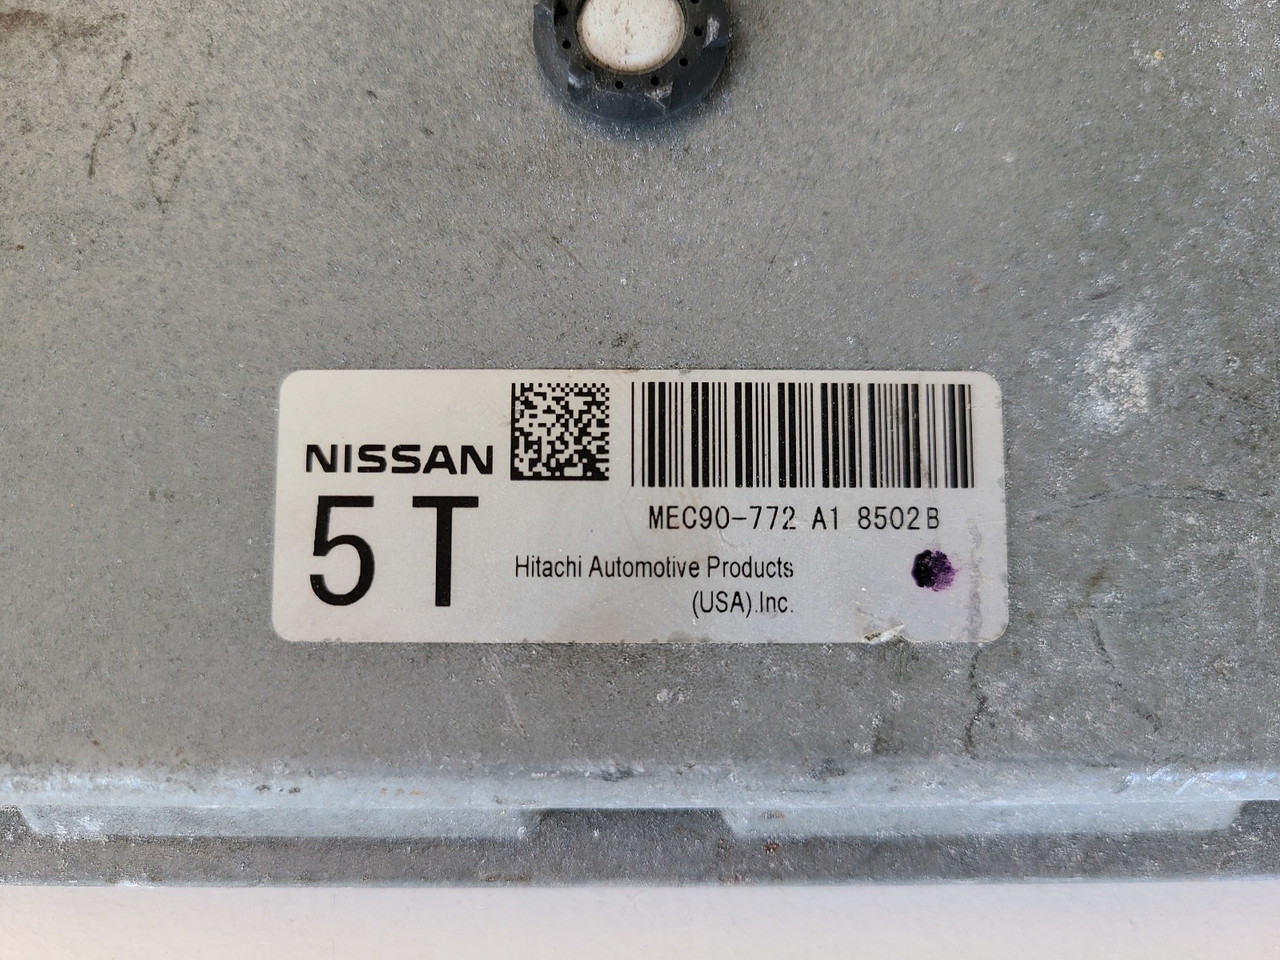 NISSAN
5T
MEC90-772 A1 8502B
Hitachi Automotive Products
(USA).Inc.